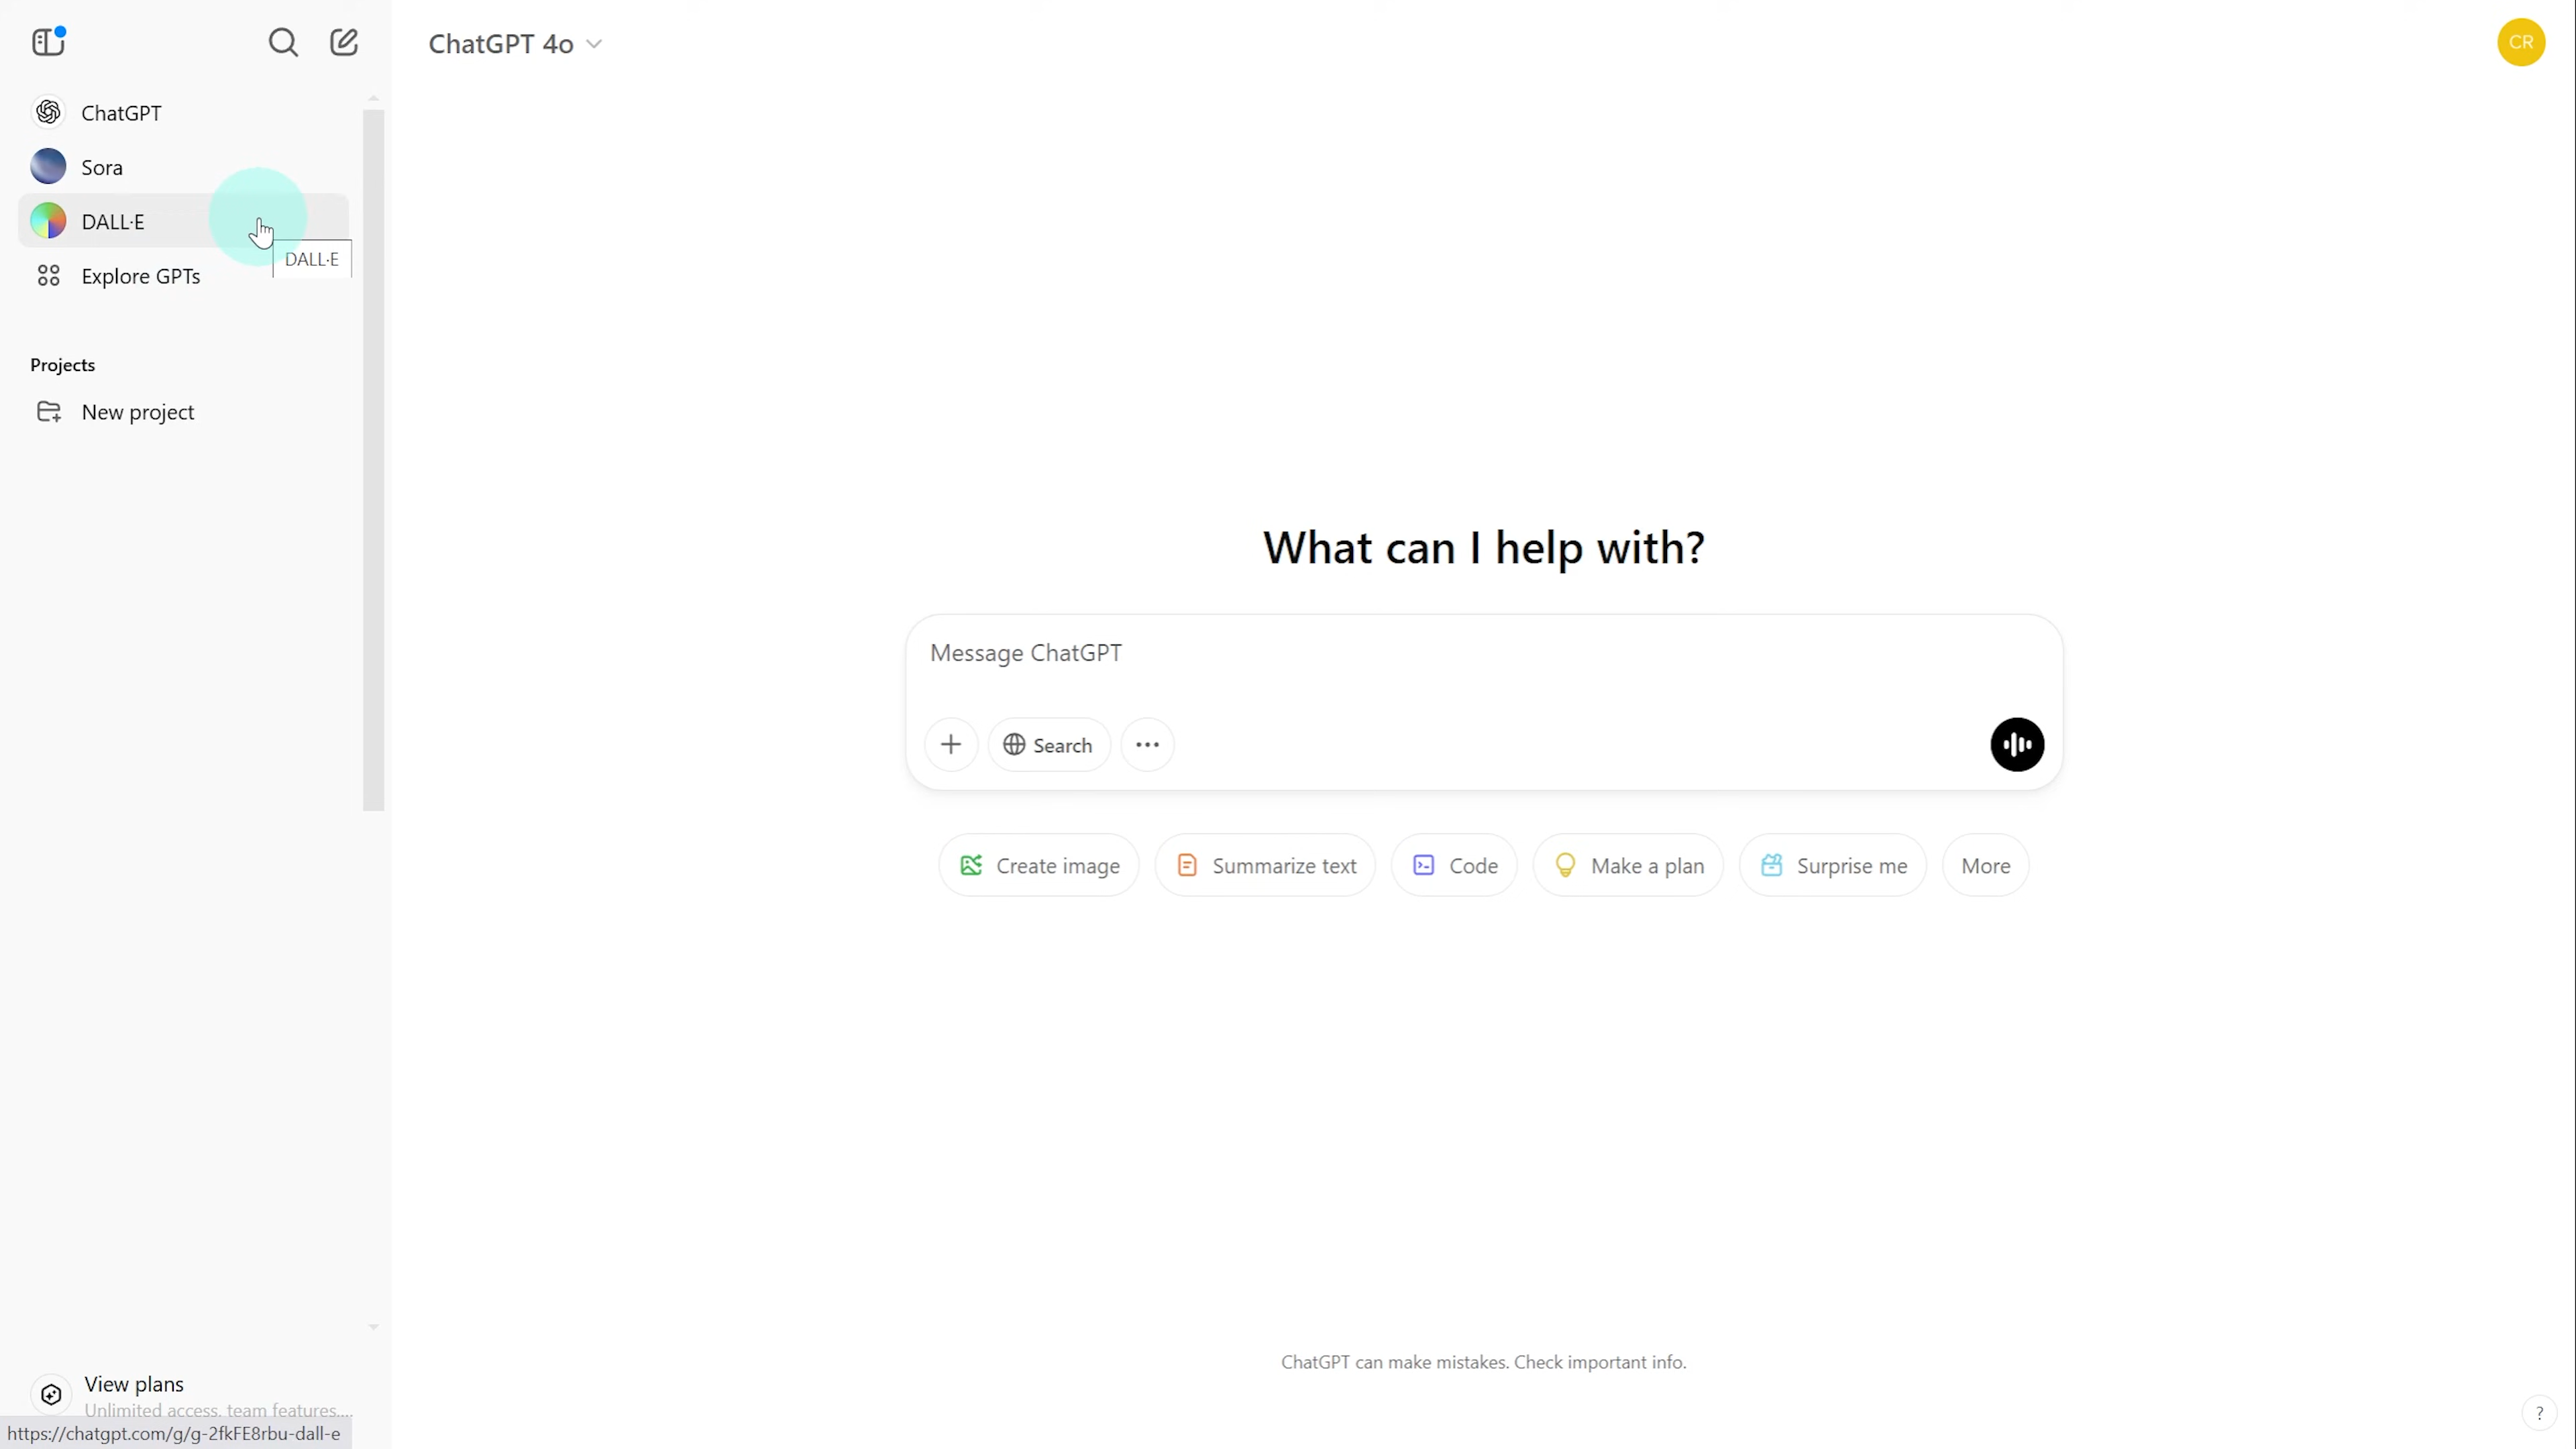 ChatGPT 4o
CR
ChatGPT
Sora
DALL·E
DALL·E
Explore GPTs
Projects
New project
What can I help with?
Message ChatGPT
Search
Create image
Summarize text
Code
Make a plan
Surprise me
More
ChatGPT can make mistakes. Check important info.
View plans
Unlimited access, team features,...
https://chatgpt.com/g/g-2fkFE8rbu-dall-e
?